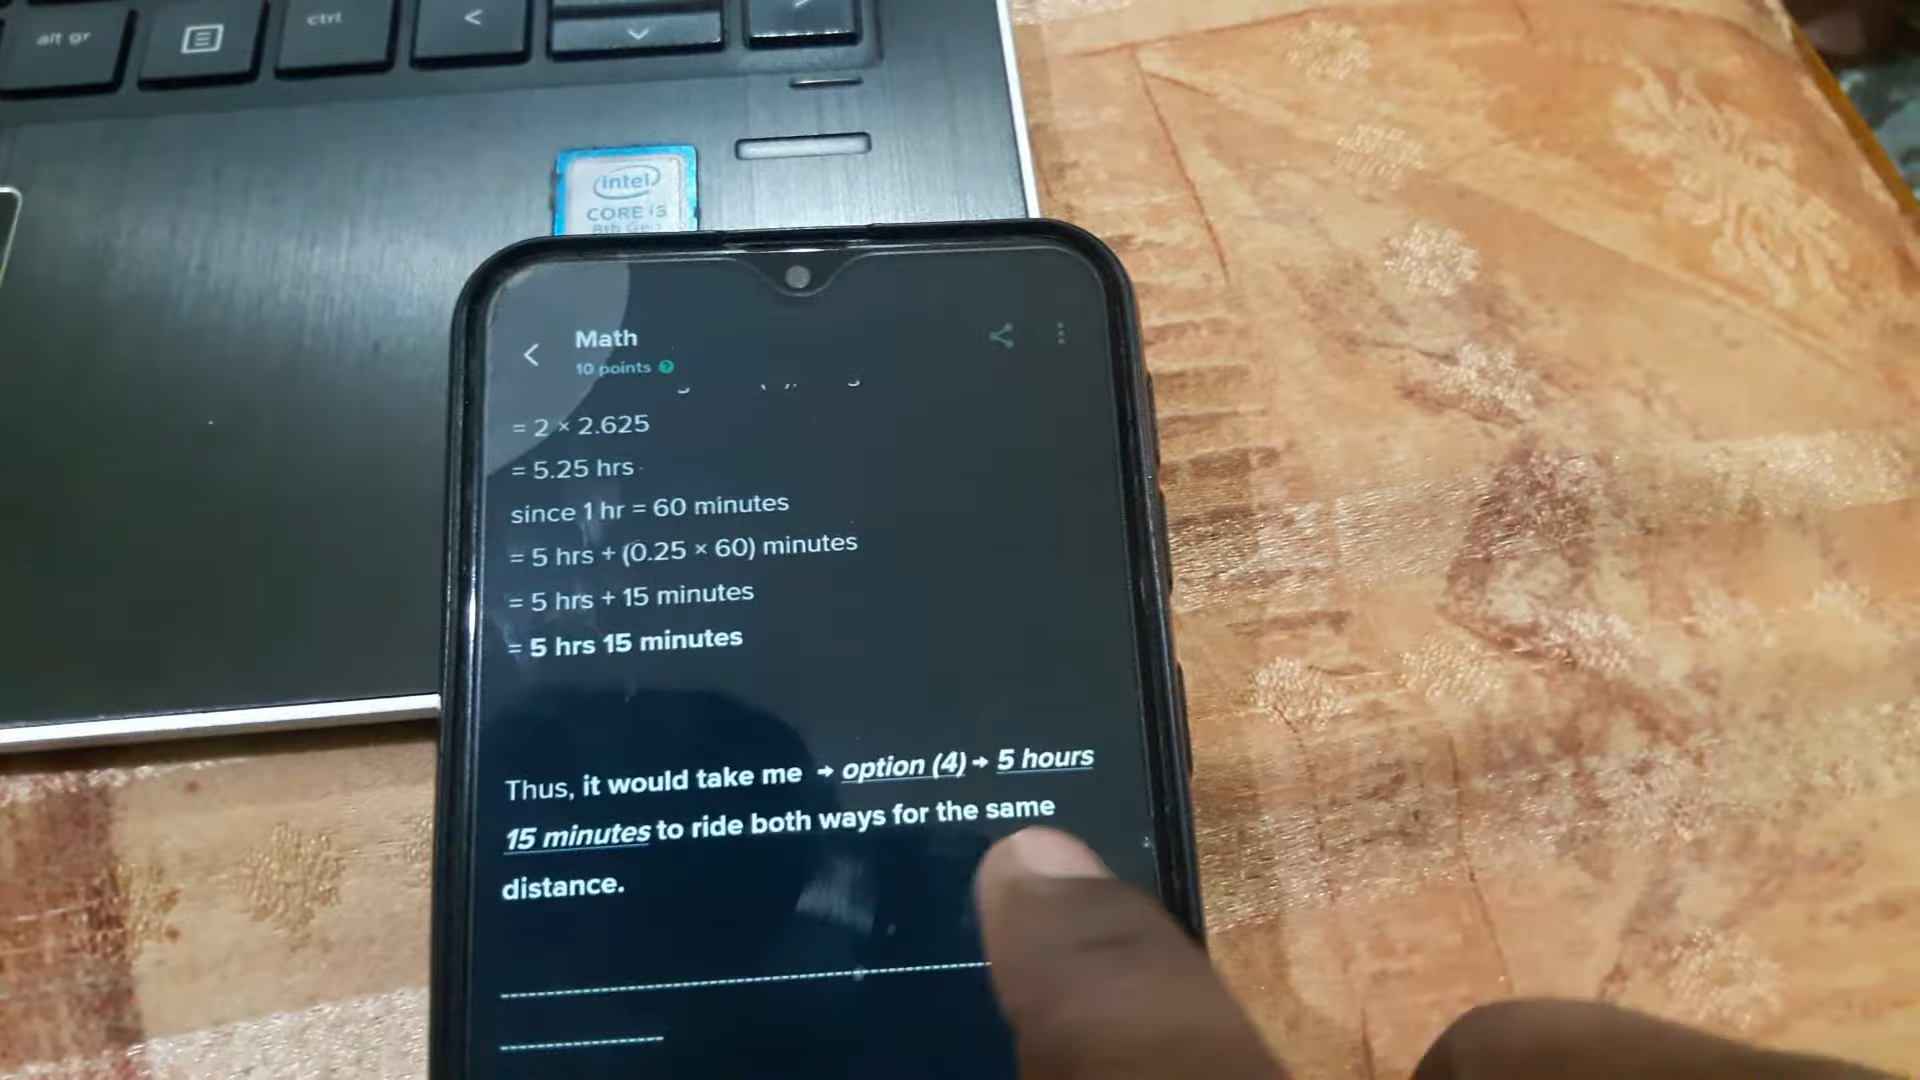 alt gr
ctrl
<
intel
CORE i3
8th Gen
Math
10 points
= 2 × 2.625
= 5.25 hrs
since 1 hr = 60 minutes
= 5 hrs + (0.25 × 60) minutes
= 5 hrs + 15 minutes
= 5 hrs 15 minutes
Thus, it would take me → option (4) → 5 hours
15 minutes to ride both ways for the same
distance.